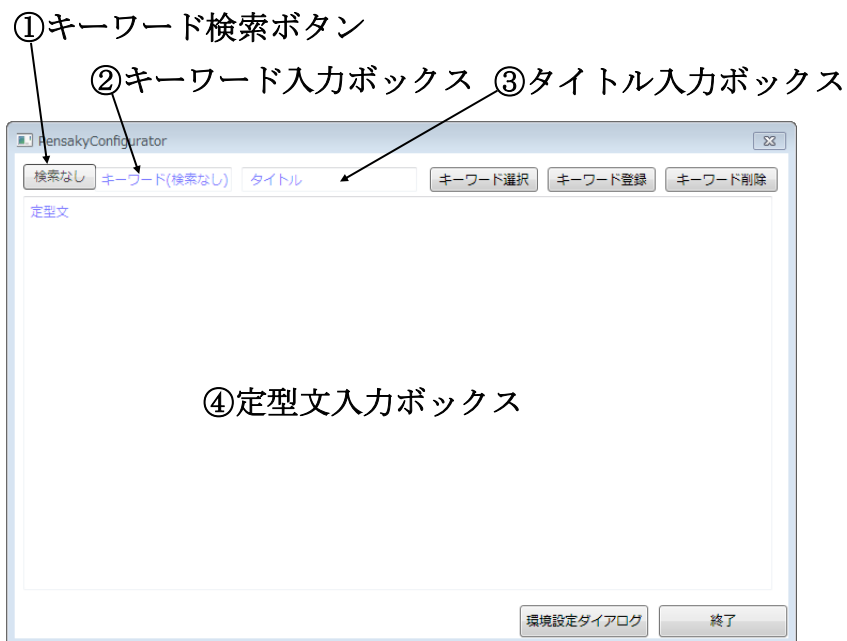 ①キーワード検索ボタン
②キーワード入力ボックス ③タイトル入力ボックス
PensakyConfigurator
検索なし キーワード(検索なし) タイトル キーワード選択 キーワード登録 キーワード削除
定型文
④定型文入力ボックス
環境設定ダイアログ 終了